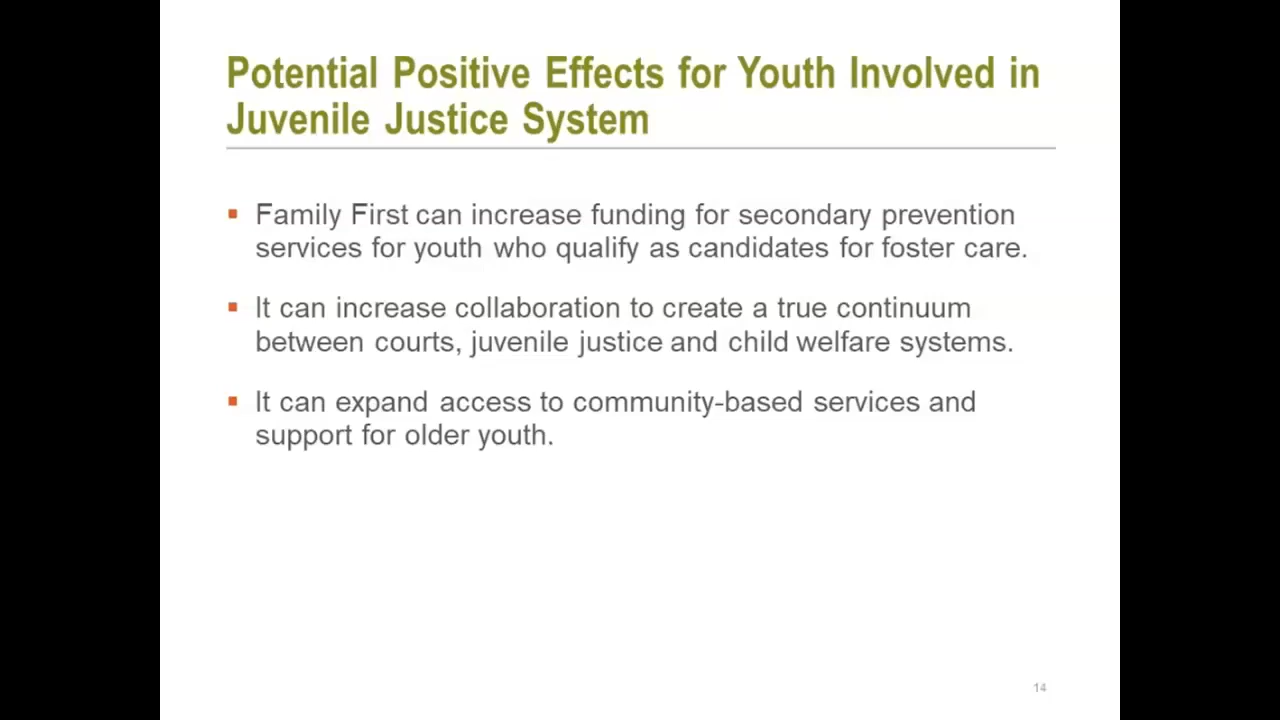 Potential Positive Effects for Youth Involved in
Juvenile Justice System
Family First can increase funding for secondary prevention
services for youth who qualify as candidates for foster care.
It can increase collaboration to create a true continuum
between courts, juvenile justice and child welfare systems.
It can expand access to community-based services and
support for older youth.
14